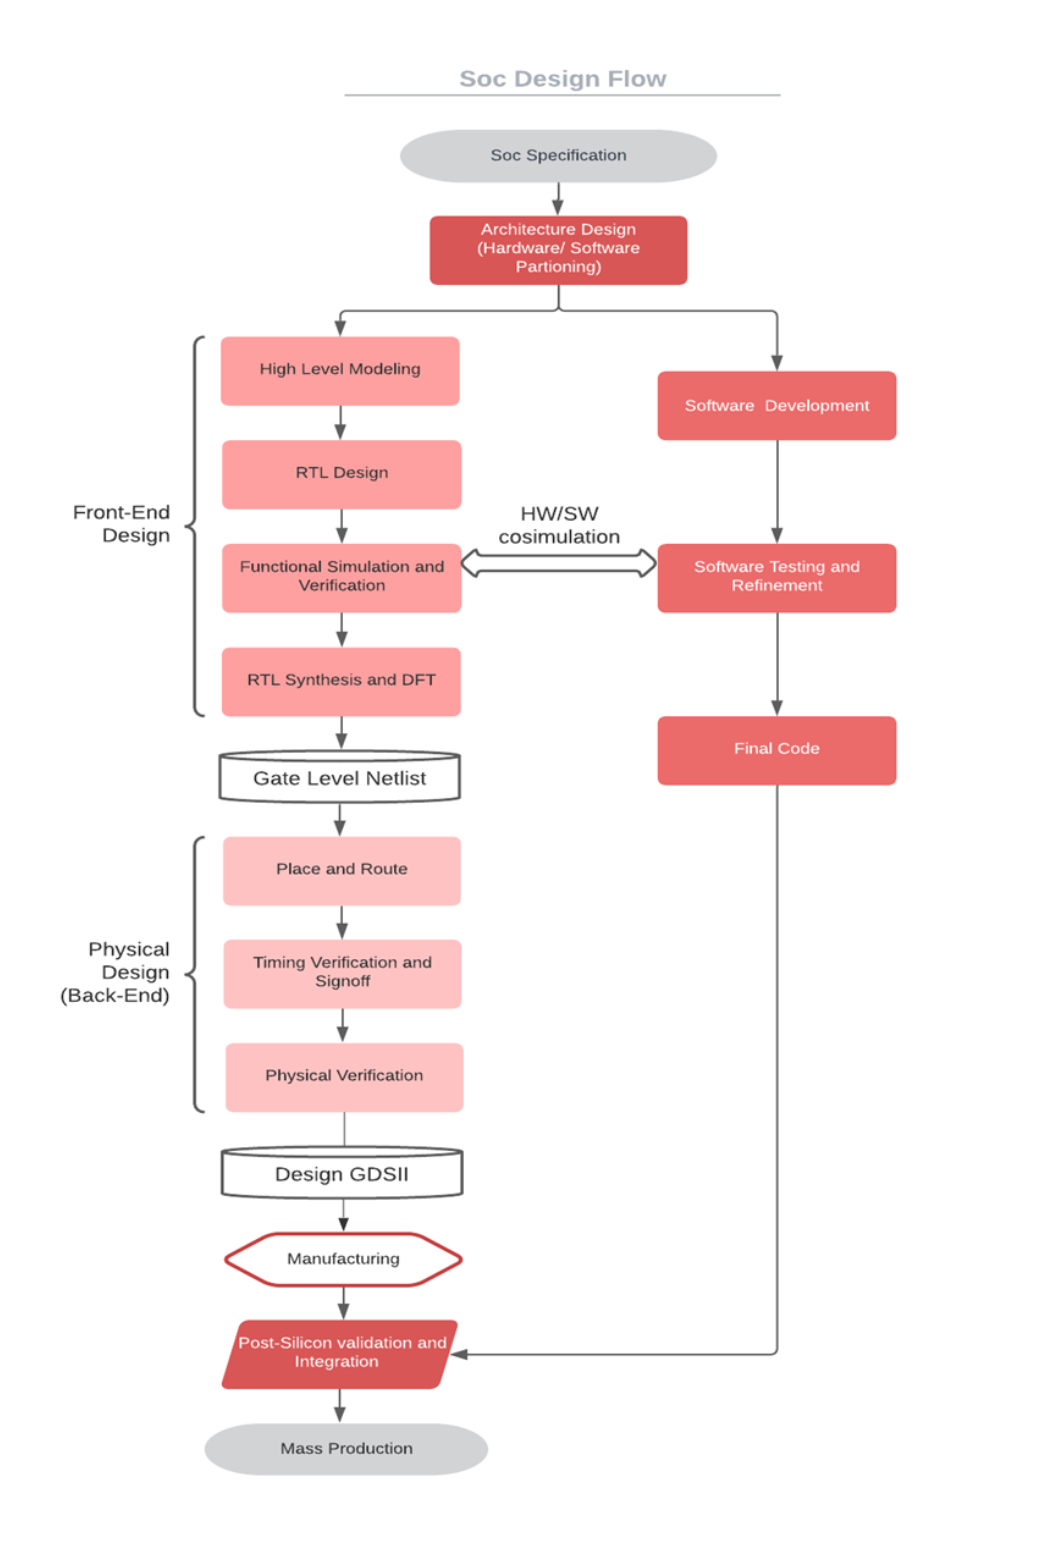 Soc Design Flow
Soc Specification
Architecture Design
(Hardware/ Software
Partioning)
High Level Modeling
Software Development
RTL Design
Front-End
Design
HW/SW
cosimulation
Functional Simulation and
Verification
Software Testing and
Refinement
RTL Synthesis and DFT
Final Code
Gate Level Netlist
Place and Route
Physical
Design
(Back-End)
Timing Verification and
Signoff
Physical Verification
Design GDSII
Manufacturing
Post-Silicon validation and
Integration
Mass Production